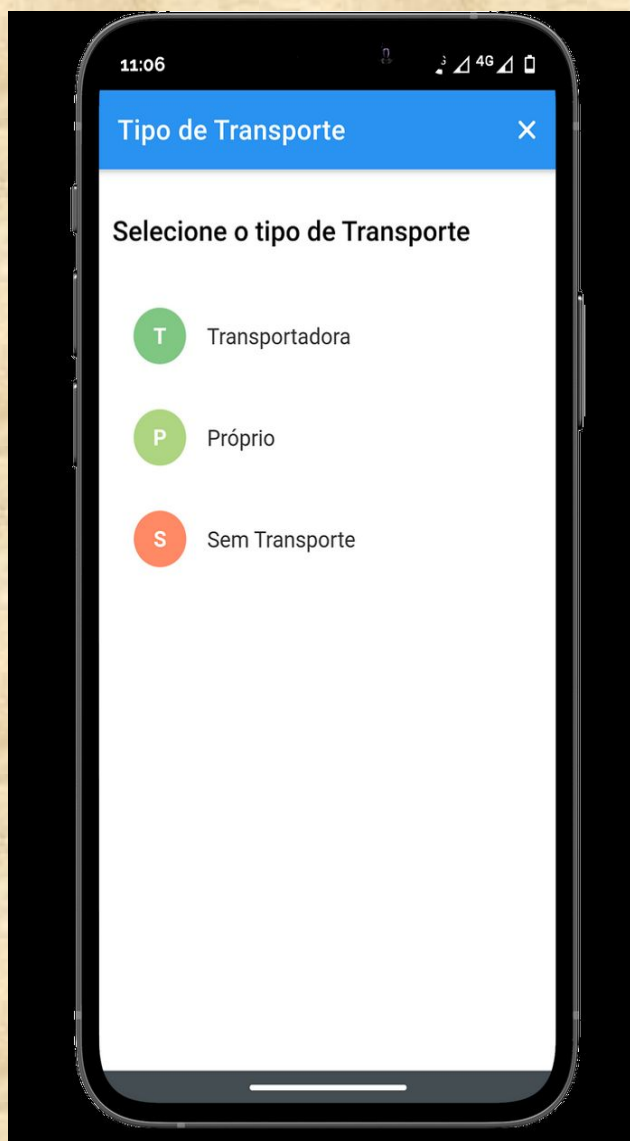 11:06
4G
Tipo de Transporte
Selecione o tipo de Transporte
T Transportadora
P Próprio
S Sem Transporte